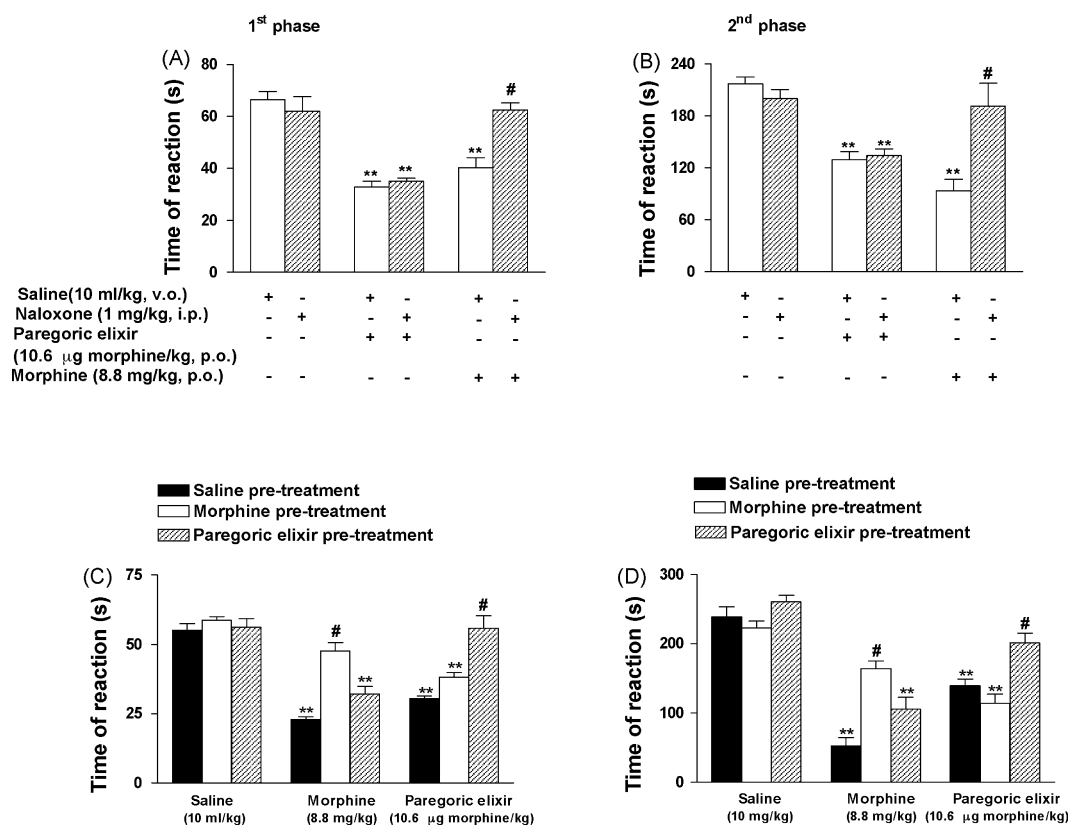 1st phase
2nd phase
(A)
Time of reaction (s)
80
60
40
20
0
**
**
**
#
(B)
Time of reaction (s)
240
180
120
60
0
**
**
**
#
Saline(10 ml/kg, v.o.) + - + - + - + - + - + -
Naloxone (1 mg/kg, i.p.) - + - + - + - + - + - +
Paregoric elixir - - + + - - - - + + - -
(10.6 μg morphine/kg, p.o.)
Morphine (8.8 mg/kg, p.o.) - - - - + + - - - - + +
Saline pre-treatment
Morphine pre-treatment
Paregoric elixir pre-treatment
Saline pre-treatment
Morphine pre-treatment
Paregoric elixir pre-treatment
(C)
Time of reaction (s)
75
50
25
0
**
#
**
**
**
#
Saline Morphine Paregoric elixir
(10 ml/kg) (8.8 mg/kg) (10.6 μg morphine/kg)
(D)
Time of reaction (s)
300
200
100
0
**
#
**
**
**
#
Saline Morphine Paregoric elixir
(10 mg/kg) (8.8 mg/kg) (10.6 μg morphine/kg)